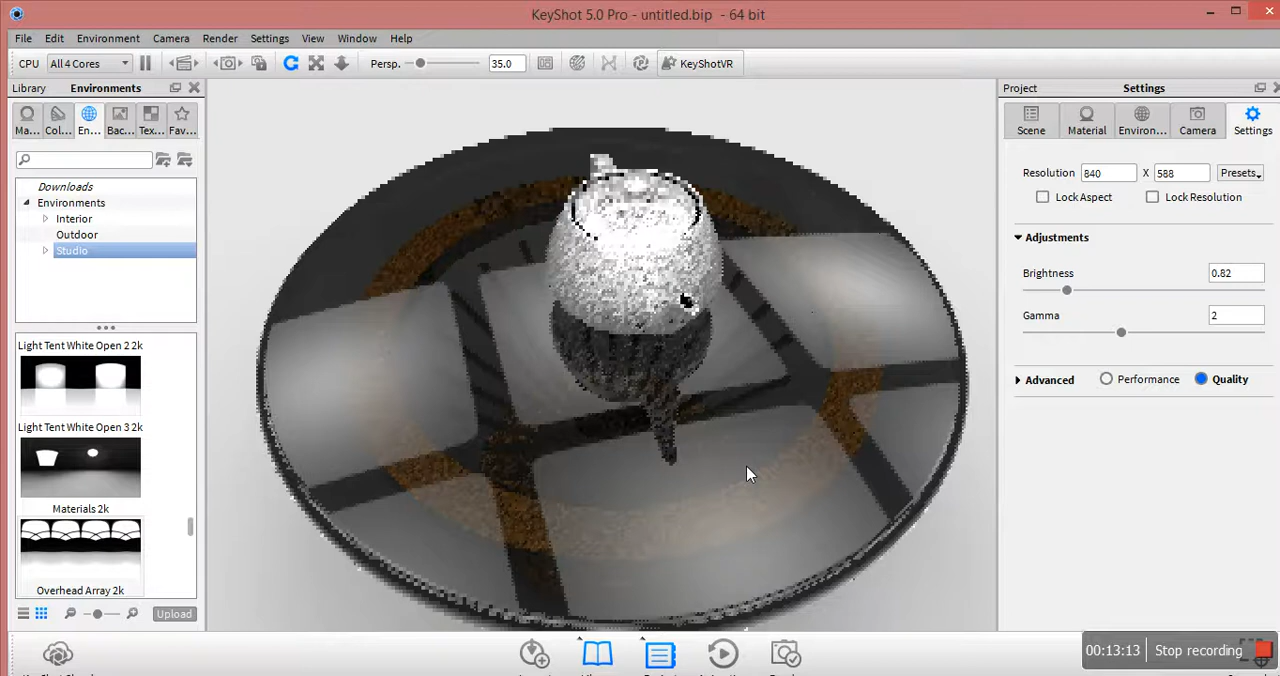 KeyShot 5.0 Pro - untitled.bip - 64 bit
File Edit Environment Camera Render Settings View Window Help
CPU All 4 Cores Persp. 35.0 KeyShotVR
Library Environments
Project Settings
Ma... Col... En... Bac... Tex... Fav...
Scene Material Environ... Camera Settings
Resolution 840 X 588 Presets
Lock Aspect Lock Resolution
Downloads
Environments
Interior
Outdoor
Studio
Adjustments
Brightness 0.82
Gamma 2
Advanced Performance Quality
Light Tent White Open 2 2k
Light Tent White Open 3 2k
Materials 2k
Overhead Array 2k
Upload
00:13:13 Stop recording